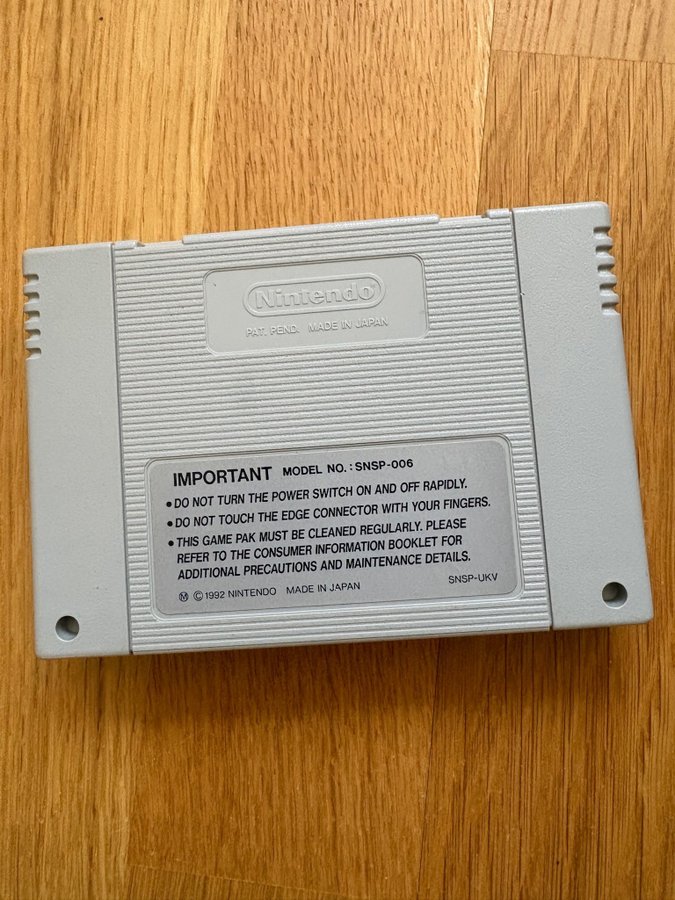 Nintendo
PAT. PEND. MADE IN JAPAN
IMPORTANT MODEL NO.: SNSP-006
• DO NOT TURN THE POWER SWITCH ON AND OFF RAPIDLY.
• DO NOT TOUCH THE EDGE CONNECTOR WITH YOUR FINGERS.
• THIS GAME PAK MUST BE CLEANED REGULARLY. PLEASE
REFER TO THE CONSUMER INFORMATION BOOKLET FOR
ADDITIONAL PRECAUTIONS AND MAINTENANCE DETAILS.
Ⓜ © 1992 NINTENDO MADE IN JAPAN SNSP-UKV